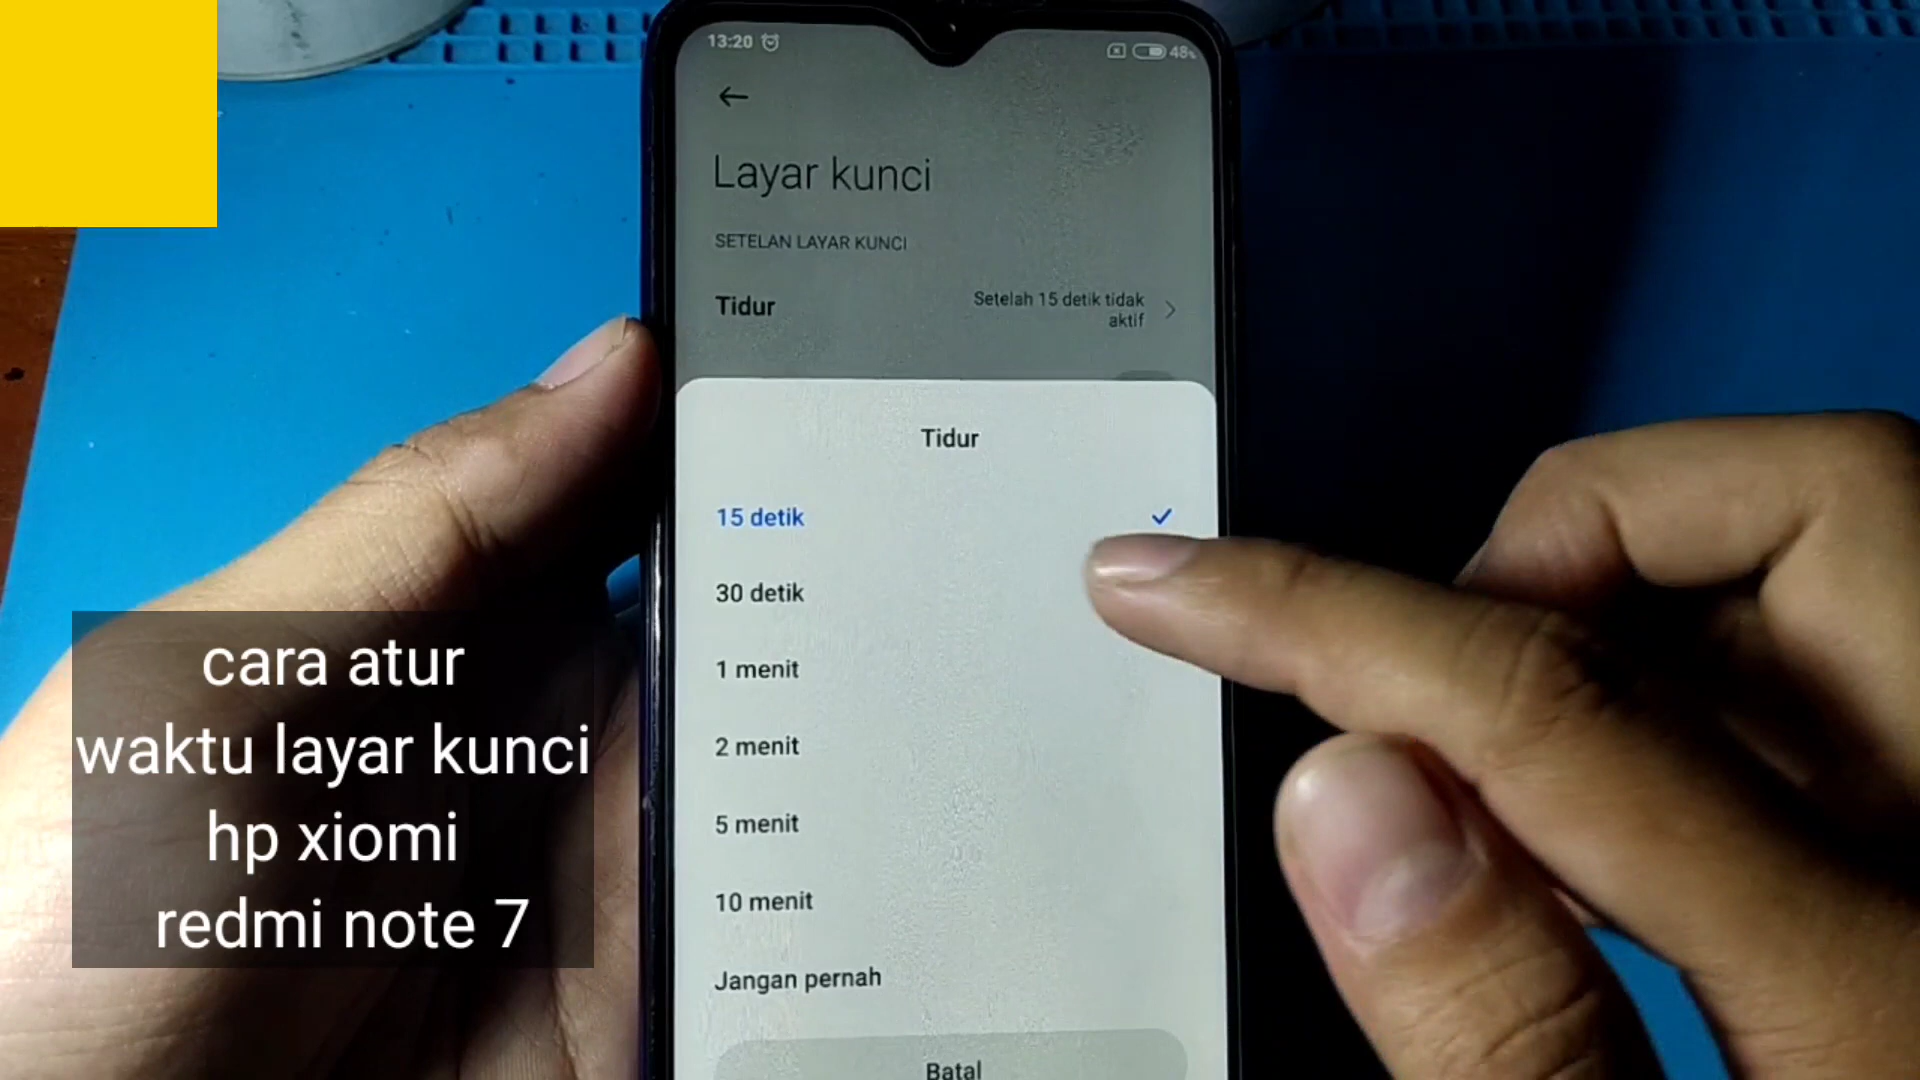 13:20
48%
Layar kunci
SETELAN LAYAR KUNCI
Tidur
Setelah 15 detik tidak
aktif
Tidur
15 detik
30 detik
1 menit
2 menit
5 menit
10 menit
Jangan pernah
Batal
cara atur
waktu layar kunci
hp xiomi
redmi note 7